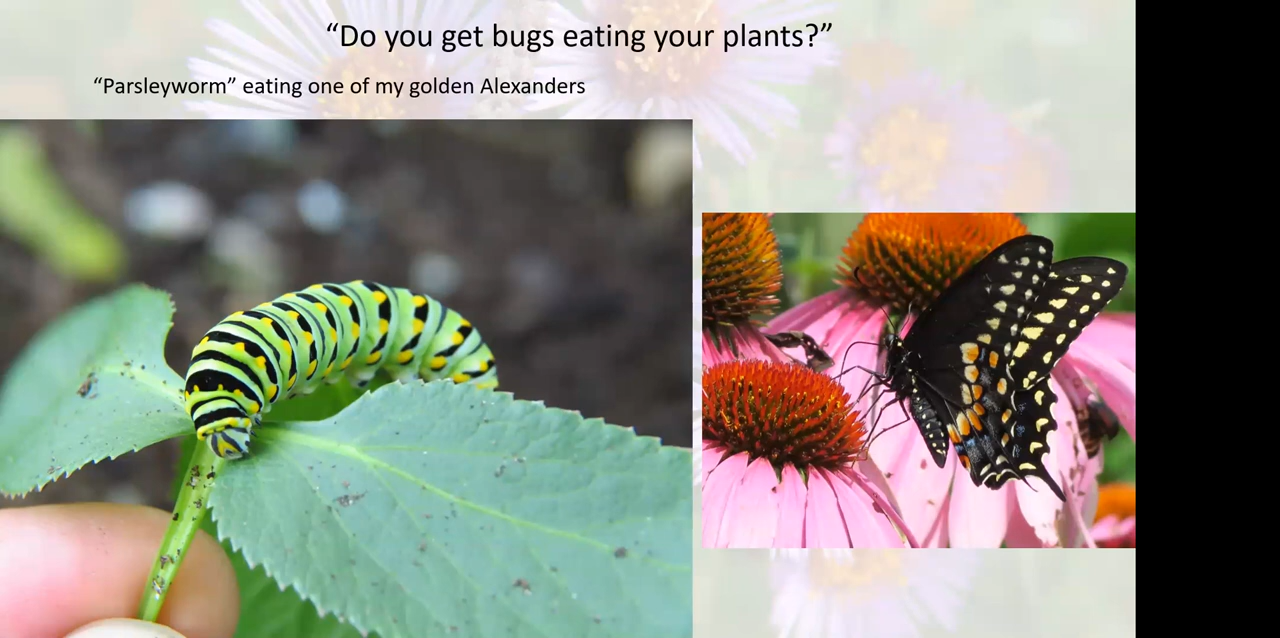 “Do you get bugs eating your plants?”
“Parsleyworm” eating one of my golden Alexanders